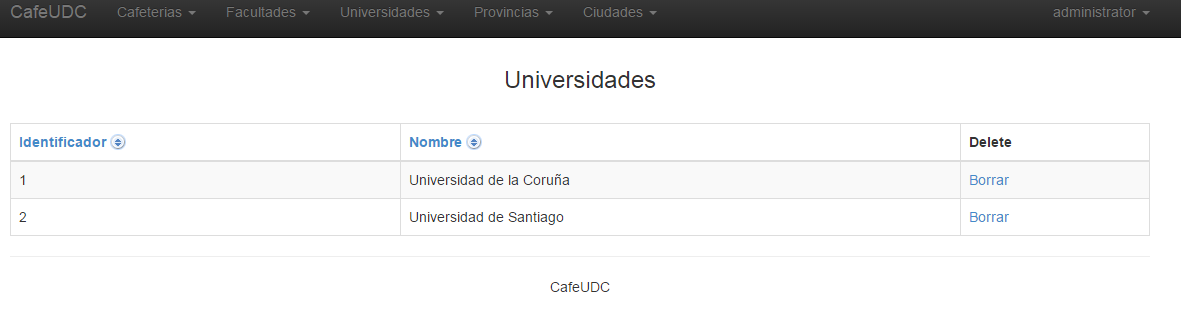 CafeUDC Cafeterias Facultades Universidades Provincias Ciudades administrator
Universidades
Identificador Nombre Delete
1 Universidad de la Coruña Borrar
2 Universidad de Santiago Borrar
CafeUDC